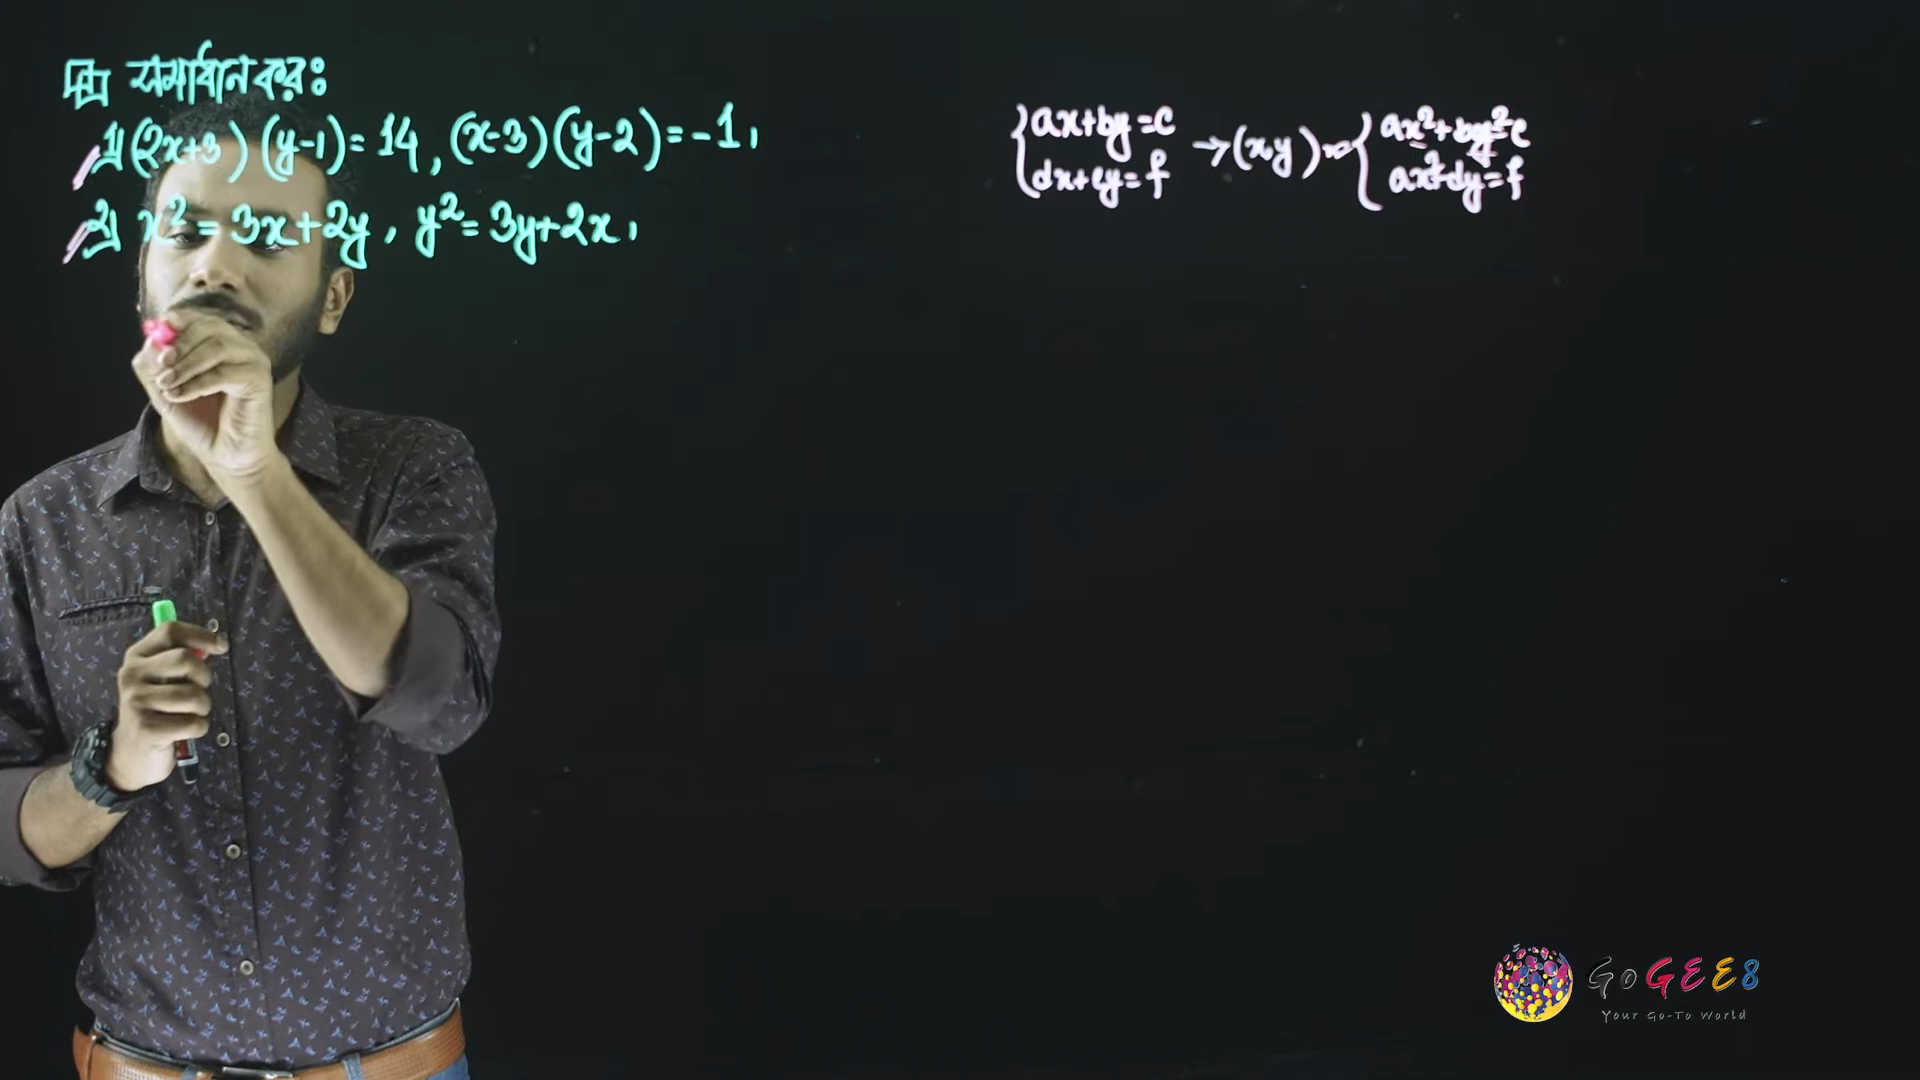 সমাধান কর:
১) (2x+3)(y-1)=14, (x-3)(y-2)=-1।
২) x²=3x+2y, y²=3y+2x।
{ax+by=c
dx+ey=f → (x,y) {ax²+by²=c
ax²+dy=f
GoGEE8
Your Go-To World